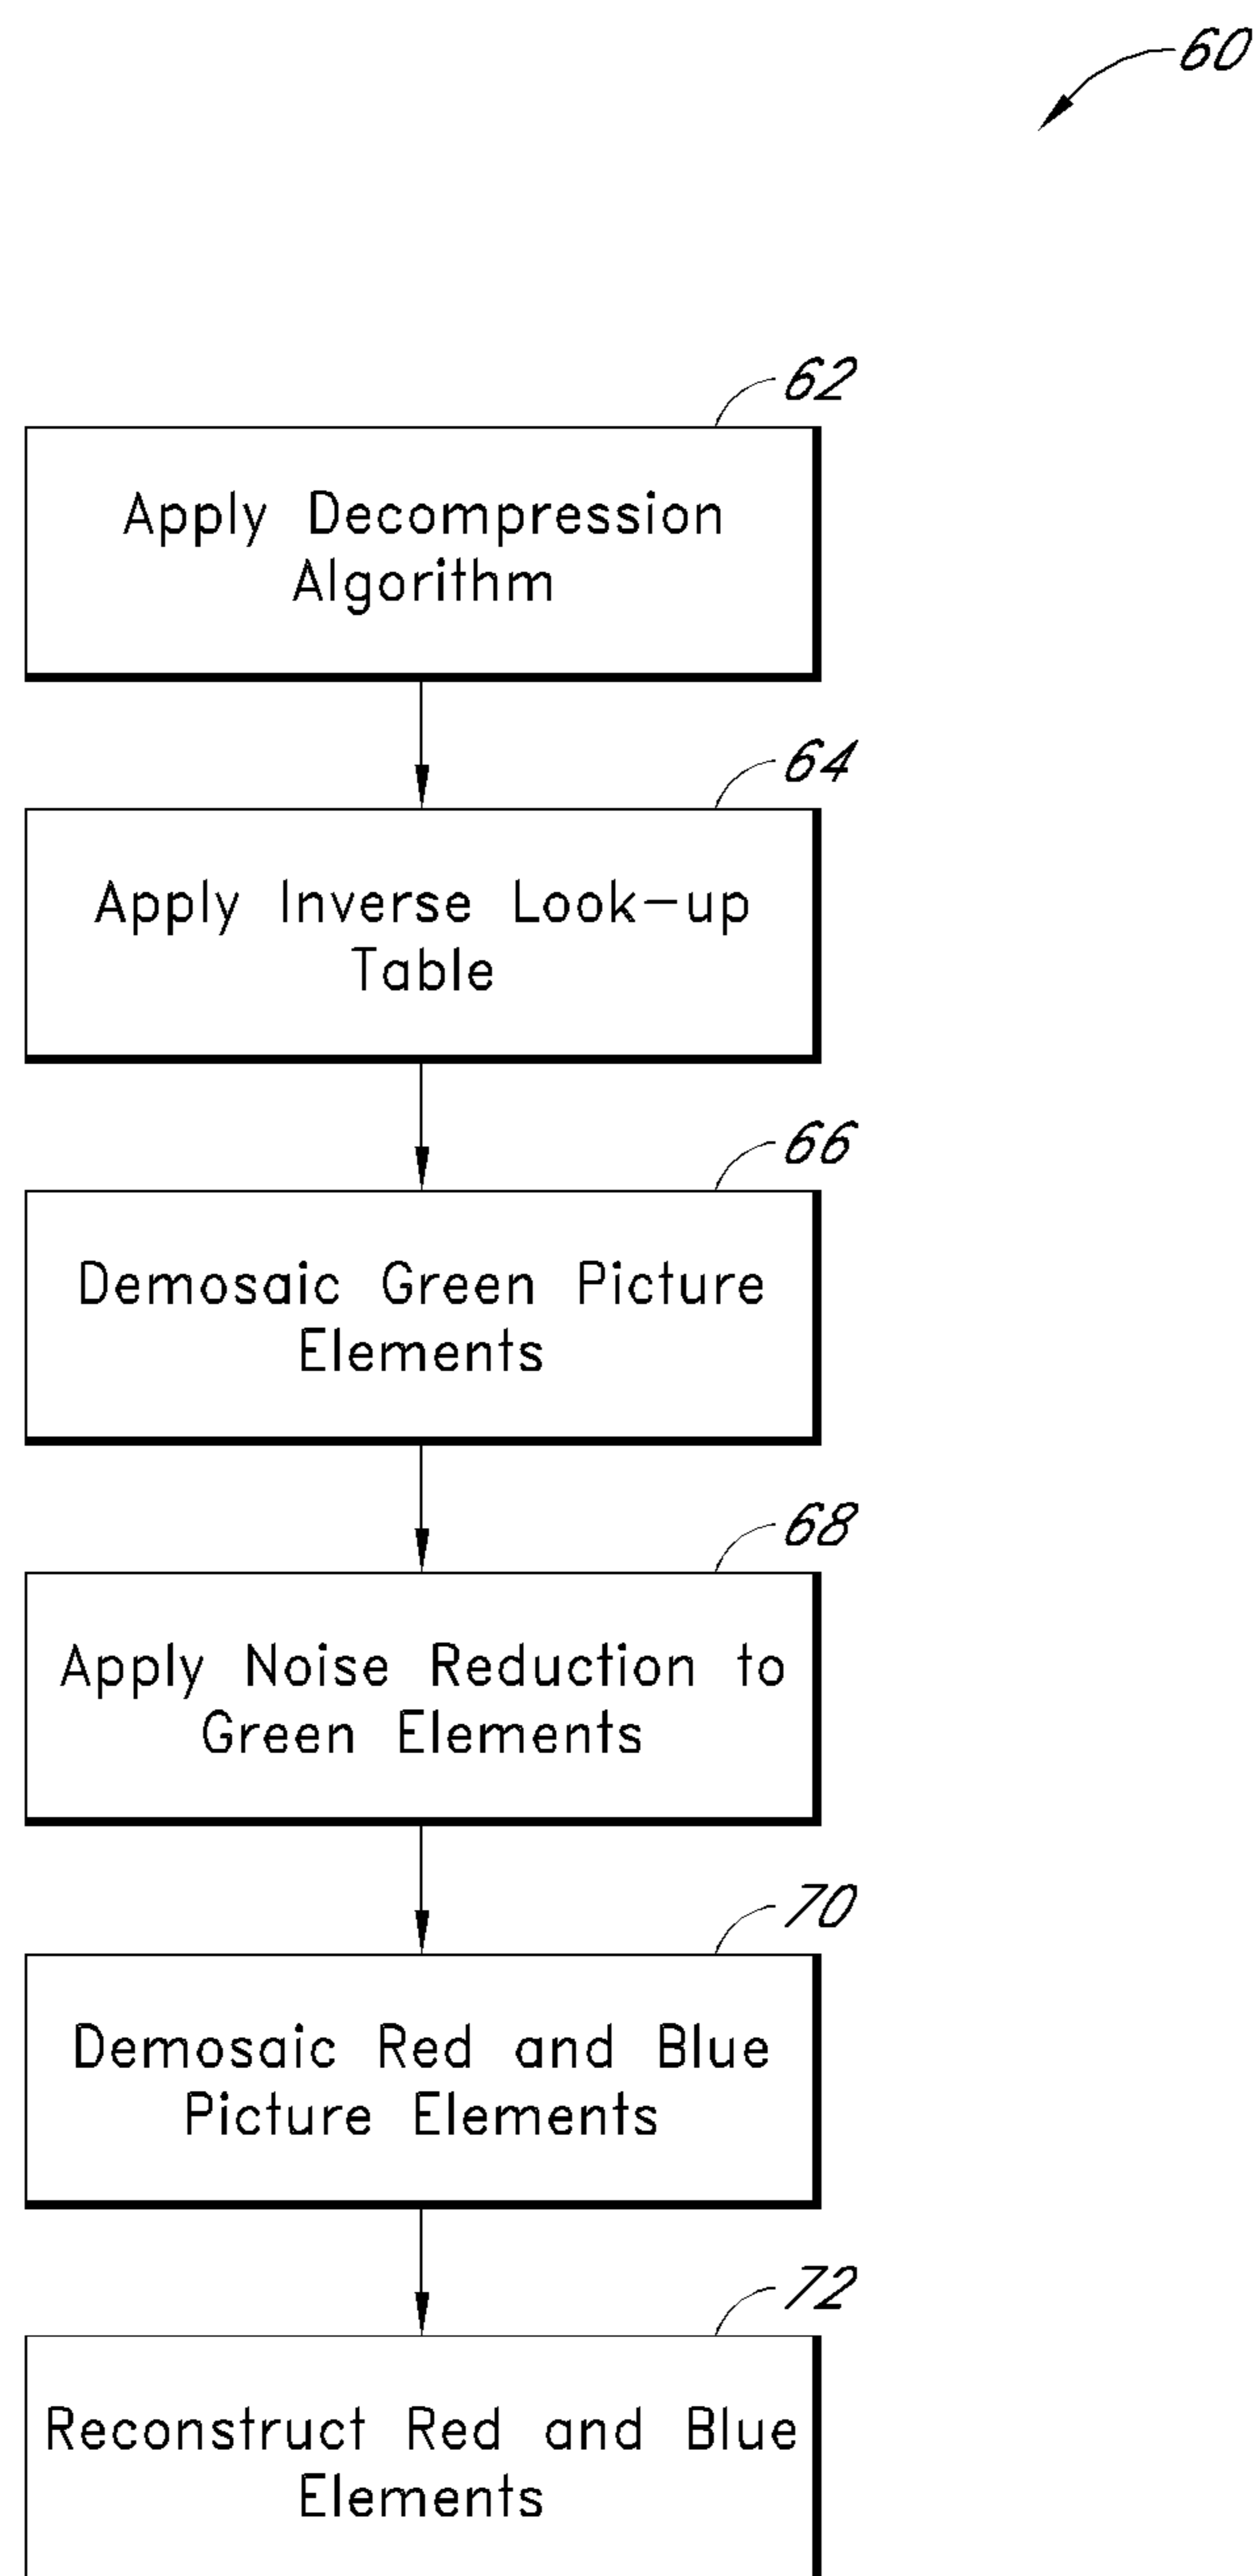 60
62
Apply Decompression
Algorithm
64
Apply Inverse Look-up
Table
66
Demosaic Green Picture
Elements
68
Apply Noise Reduction to
Green Elements
70
Demosaic Red and Blue
Picture Elements
72
Reconstruct Red and Blue
Elements